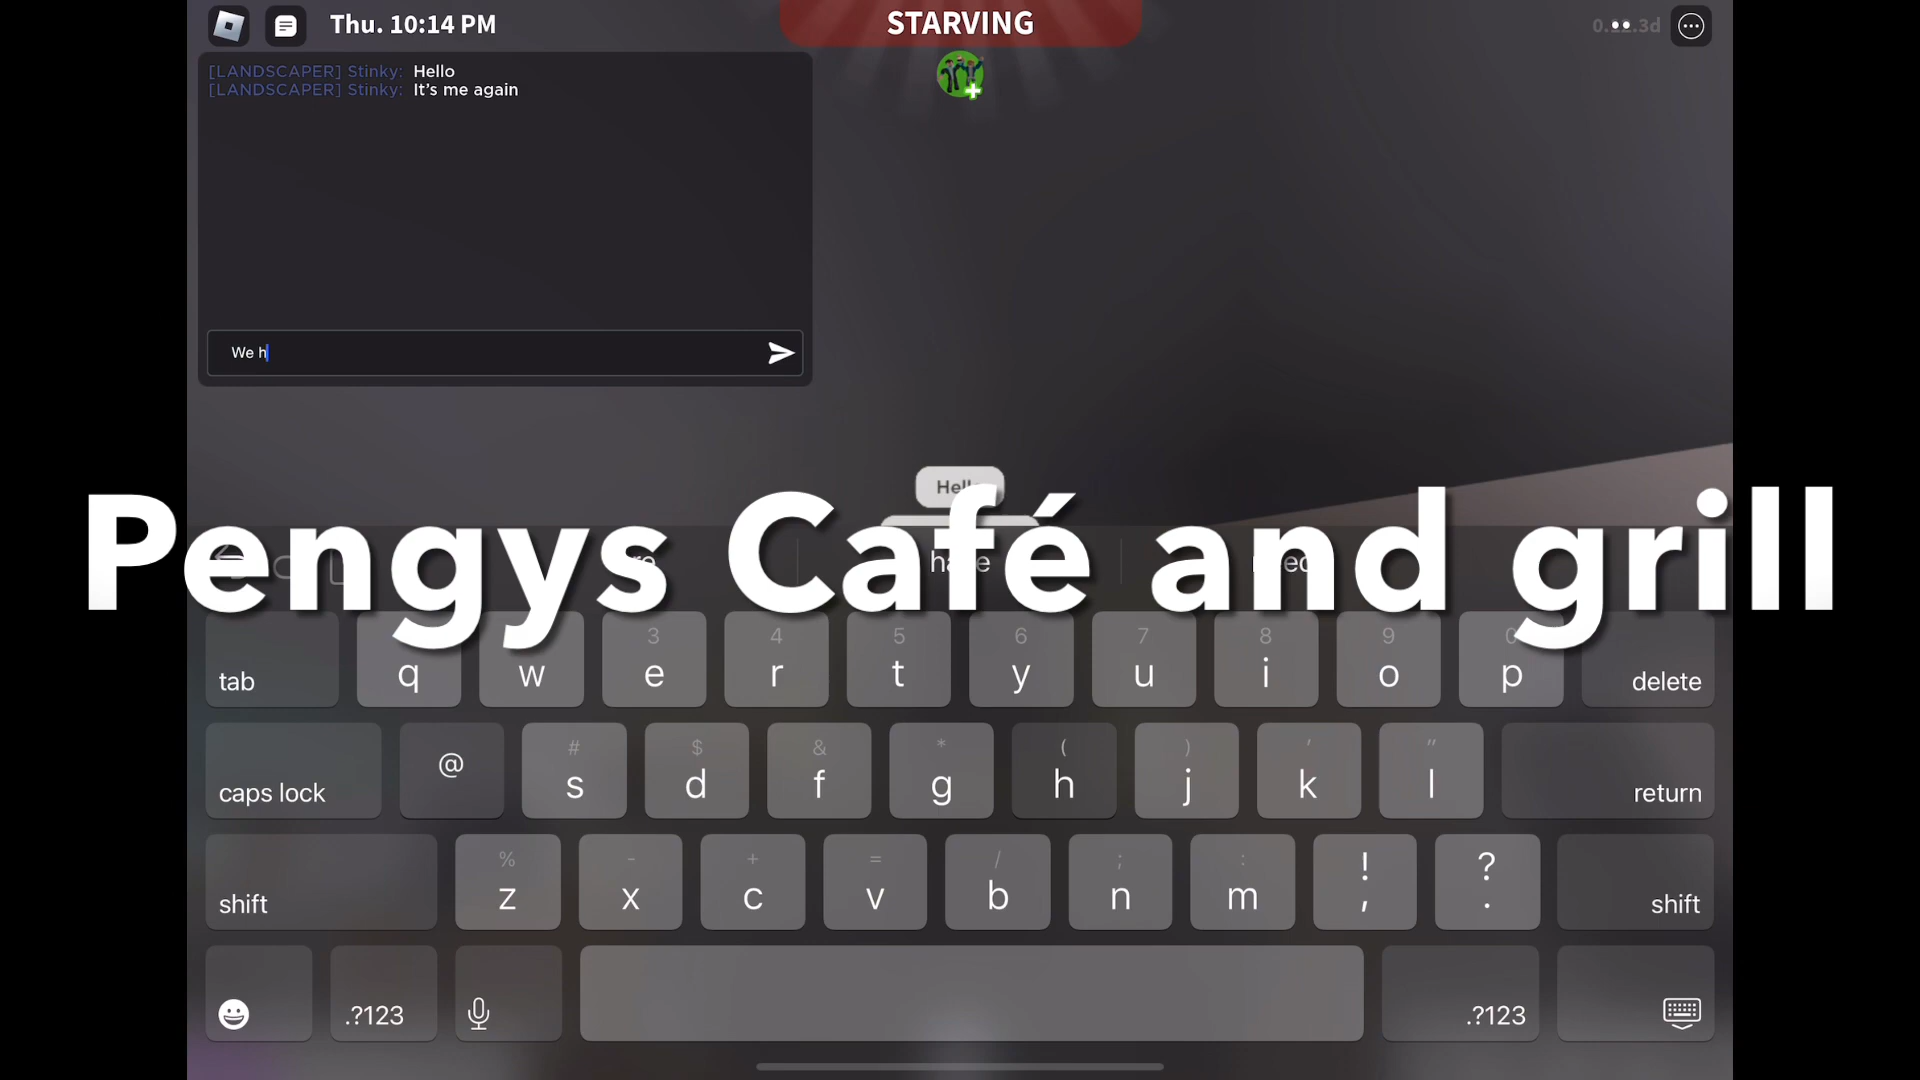 Thu. 10:14 PM
STARVING
[LANDSCAPER] Stinky: Hello
[LANDSCAPER] Stinky: It's me again
We h
Pengys Café and grill
tab
q
w
3
e
4
r
5
t
6
y
7
u
8
i
9
o
p
delete
caps lock
@
#
s
$
d
&
f
*
g
(
h
)
j
'
k
"
l
return
shift
%
z
-
x
+
c
=
v
/
b
;
n
:
m
!
,
?
.
shift
.?123
.?123